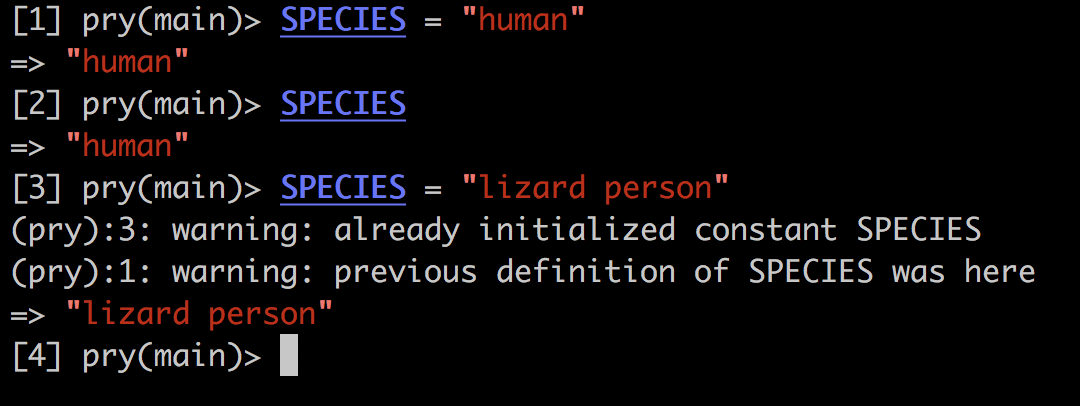 [1] pry(main)> SPECIES = "human"
=> "human"
[2] pry(main)> SPECIES
=> "human"
[3] pry(main)> SPECIES = "lizard person"
(pry):3: warning: already initialized constant SPECIES
(pry):1: warning: previous definition of SPECIES was here
=> "lizard person"
[4] pry(main)>